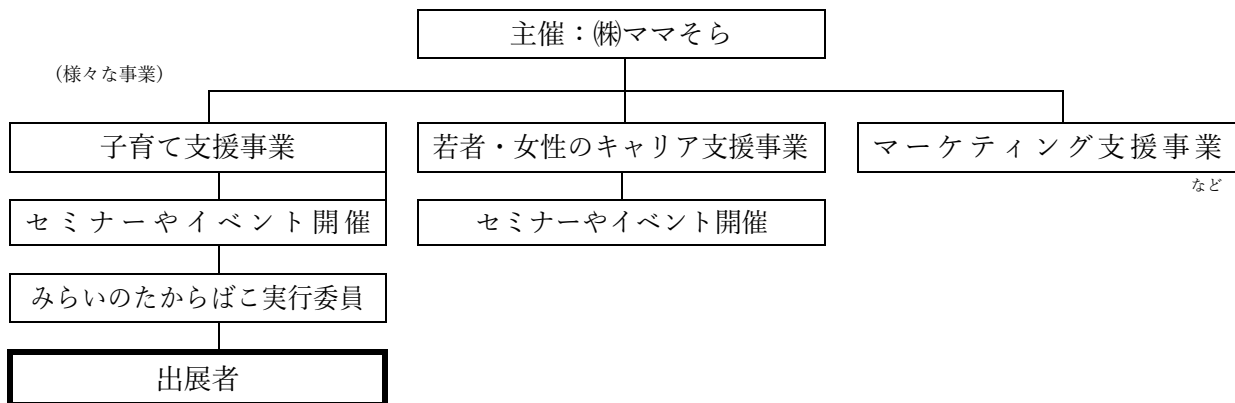 主催：㈱ママそら
（様々な事業）
子育て支援事業
若者・女性のキャリア支援事業
マーケティング支援事業
など
セミナーやイベント開催
セミナーやイベント開催
みらいのたからばこ実行委員
出展者